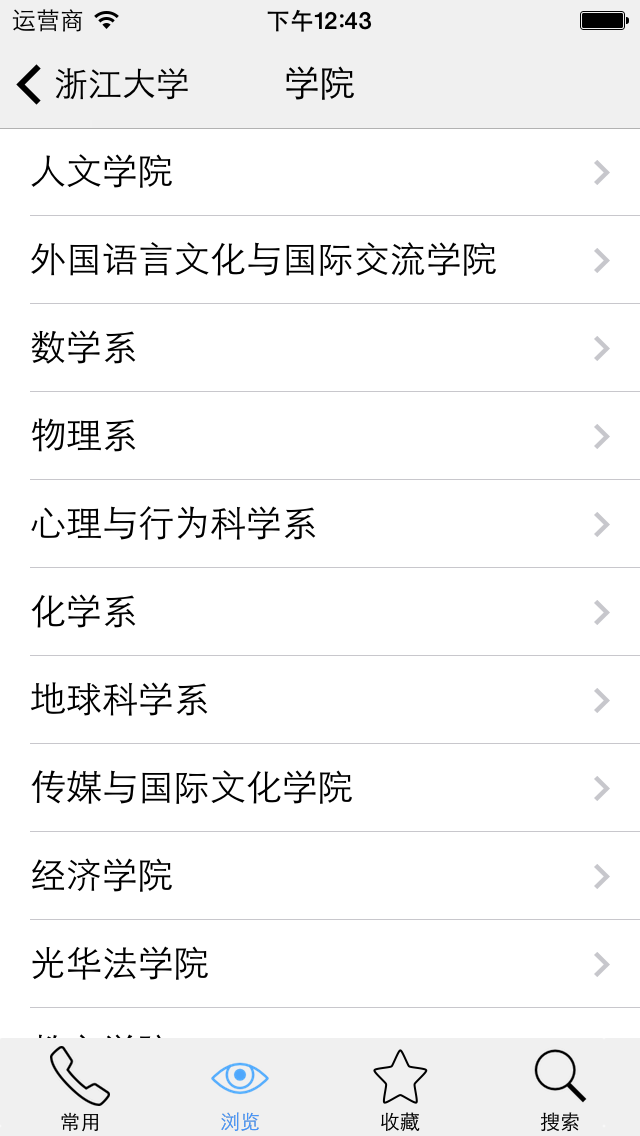 运营商 下午12:43
浙江大学 学院
人文学院
外国语言文化与国际交流学院
数学系
物理系
心理与行为科学系
化学系
地球科学系
传媒与国际文化学院
经济学院
光华法学院
常用 浏览 收藏 搜索